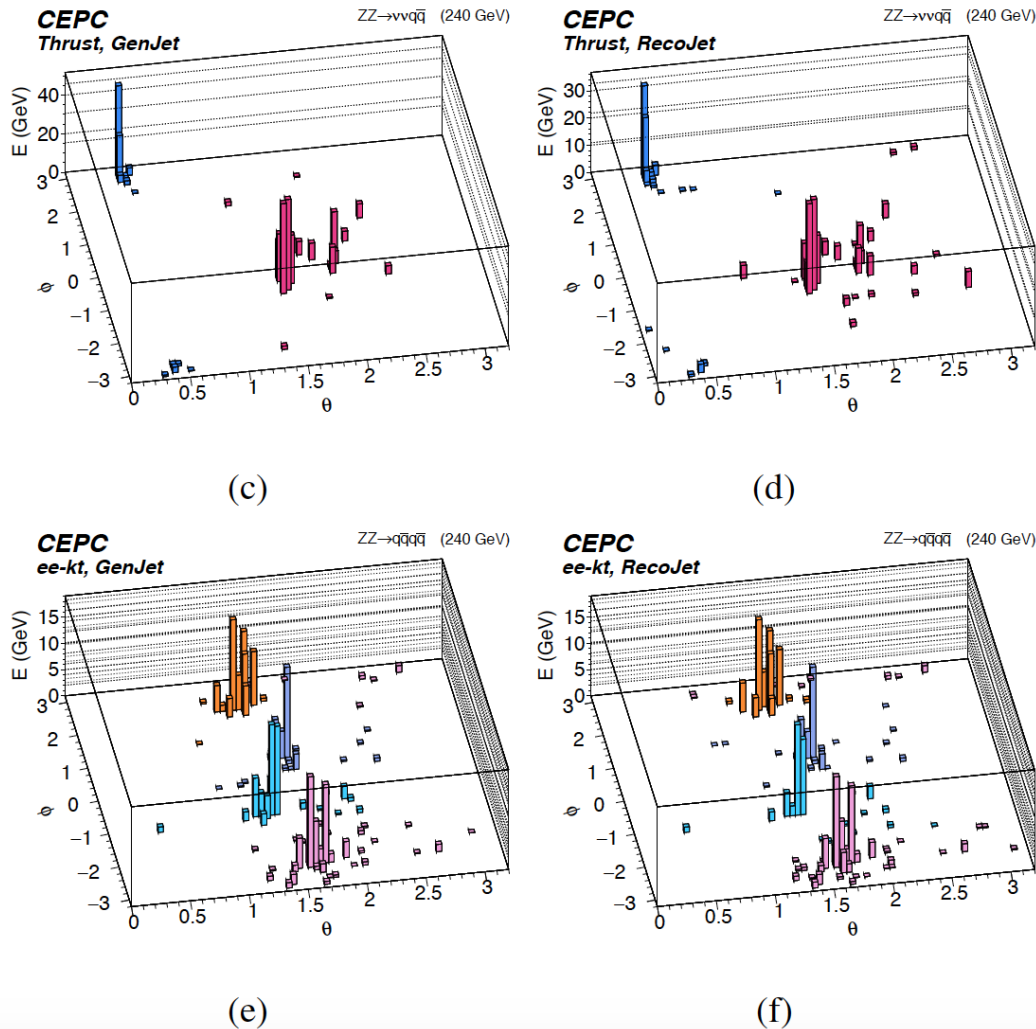 CEPC
ZZ→ννqq̅ (240 GeV)
Thrust, GenJet
E (GeV)
40
20
0
3
2
1
0
−1
−2
−3
φ
0 0.5 1 1.5 2 2.5 3
θ
(c)
CEPC
ZZ→ννqq̅ (240 GeV)
Thrust, RecoJet
E (GeV)
30
20
10
0
3
2
1
0
−1
−2
−3
φ
0 0.5 1 1.5 2 2.5 3
θ
(d)
CEPC
ZZ→qq̅qq̅ (240 GeV)
ee-kt, GenJet
E (GeV)
15
10
5
0
3
2
1
0
−1
−2
−3
φ
0 0.5 1 1.5 2 2.5 3
θ
(e)
CEPC
ZZ→qq̅qq̅ (240 GeV)
ee-kt, RecoJet
E (GeV)
15
10
5
0
3
2
1
0
−1
−2
−3
φ
0 0.5 1 1.5 2 2.5 3
θ
(f)